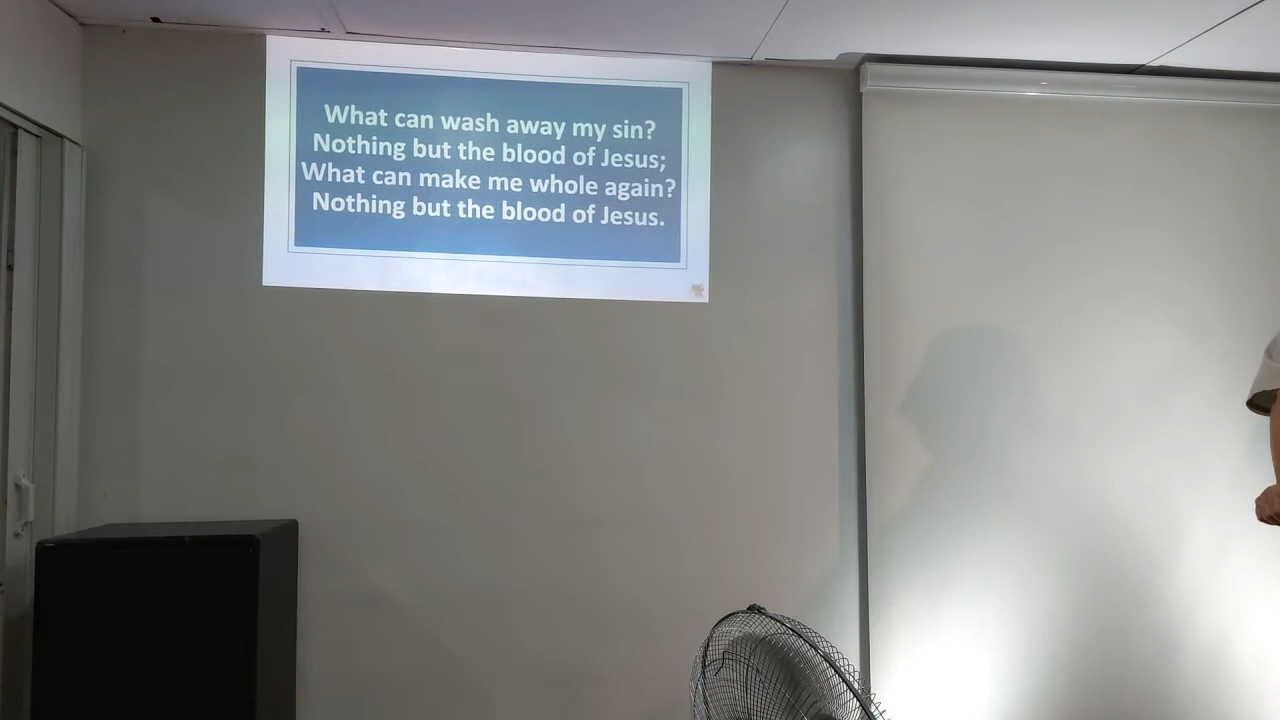 What can wash away my sin?
Nothing but the blood of Jesus;
What can make me whole again?
Nothing but the blood of Jesus.